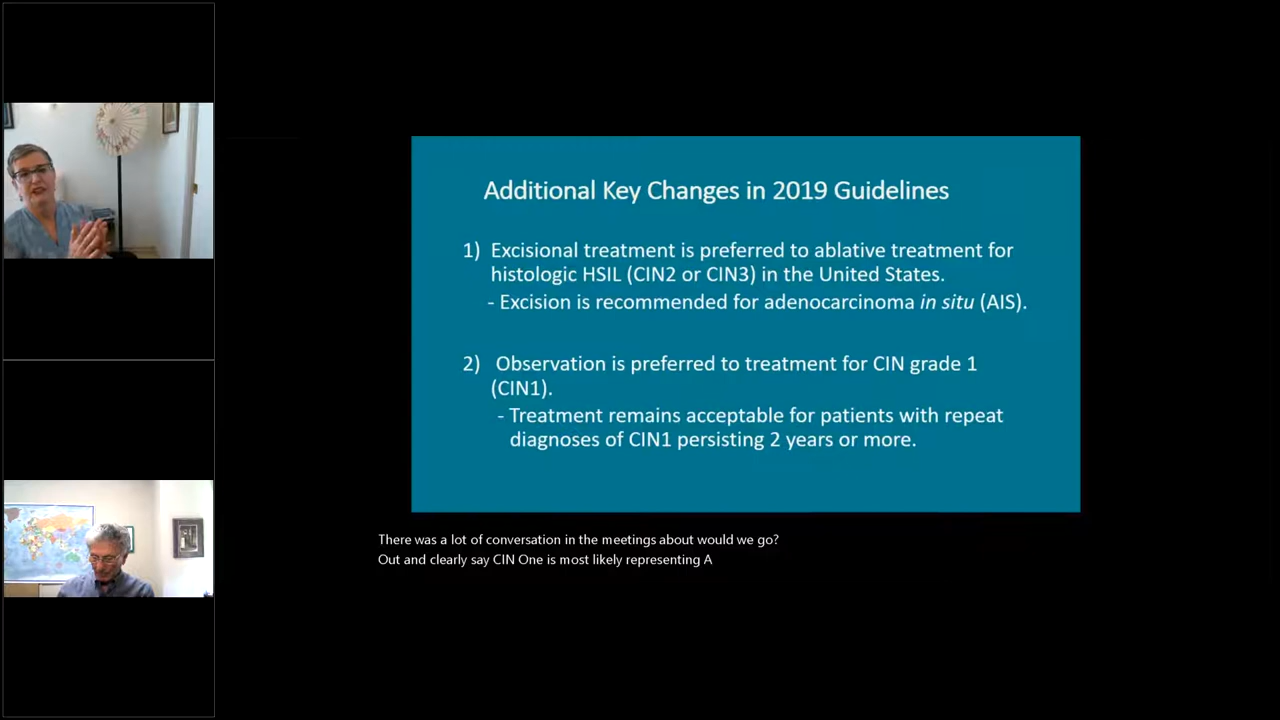 Additional Key Changes in 2019 Guidelines
1) Excisional treatment is preferred to ablative treatment for
histologic HSIL (CIN2 or CIN3) in the United States.
- Excision is recommended for adenocarcinoma in situ (AIS).
2) Observation is preferred to treatment for CIN grade 1
(CIN1).
- Treatment remains acceptable for patients with repeat
diagnoses of CIN1 persisting 2 years or more.
There was a lot of conversation in the meetings about would we go?
Out and clearly say CIN One is most likely representing A